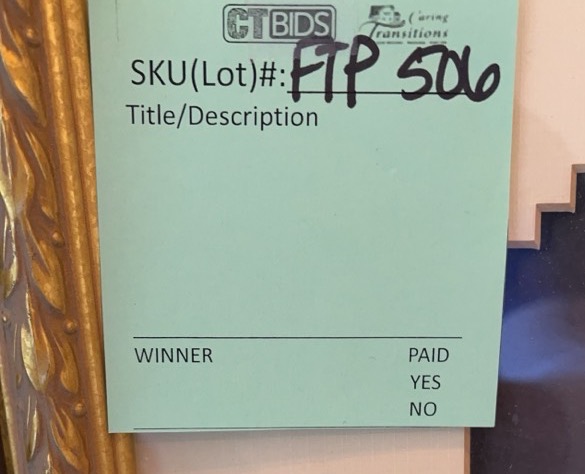 CTBIDS
Caring
Transitions
SKU(Lot)#: FTP 506
Title/Description
WINNER PAID
YES
NO